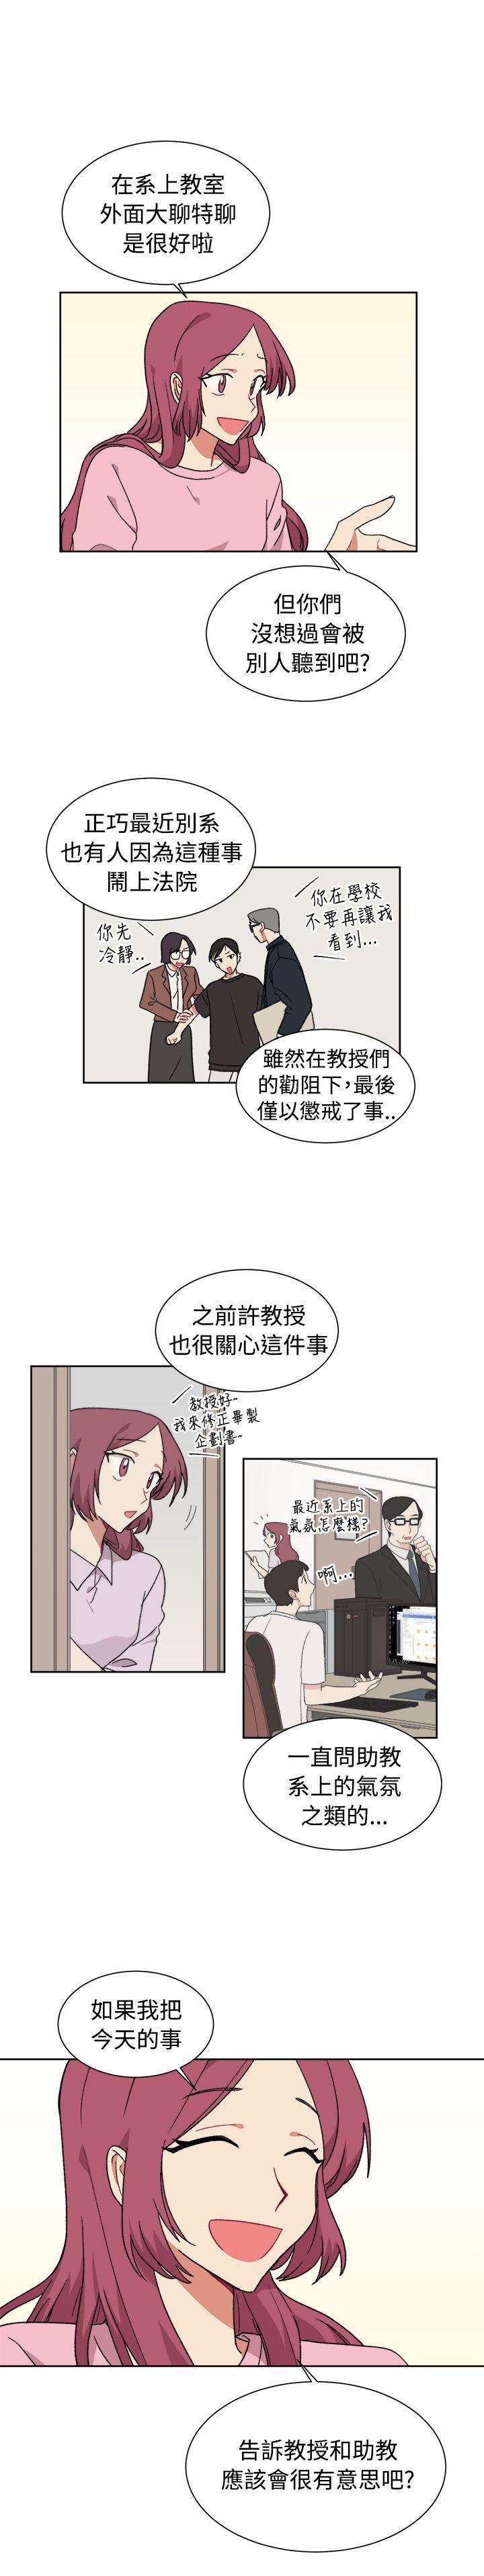 在系上教室
外面大聊特聊
是很好啦
但你們
沒想過會被
別人聽到吧?
正巧最近別系
也有人因為這種事
鬧上法院
你先
冷靜..
你在學校
不要再讓我
看到...
雖然在教授們
的勸阻下,最後
僅以懲戒了事..
之前許教授
也很關心這件事
教授好~
我來修正畢製
企劃書~
最近系上的
氣氛怎麼樣?
啊...
一直問助教
系上的氣氛
之類的...
如果我把
今天的事
告訴教授和助教
應該會很有意思吧?